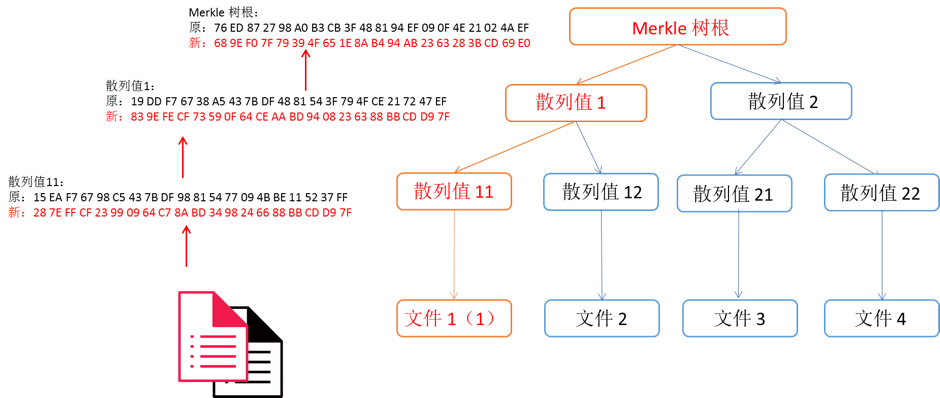 Merkle 树根：
原：76 ED 87 27 98 A0 B3 CB 3F 48 81 94 EF 09 0F 4E 21 02 4A EF
新：68 9E F0 7F 79 39 4F 65 1E 8A B4 94 AB 23 63 28 3B CD 69 E0
散列值1：
原：19 DD F7 67 38 A5 43 7B DF 48 81 54 3F 79 4F CE 21 72 47 EF
新：83 9E FE CF 73 59 0F 64 CE AA BD 94 08 23 63 88 BB CD D9 7F
散列值11：
原：15 EA F7 67 98 C5 43 7B DF 98 81 54 77 09 4B BE 11 52 37 FF
新：28 7E FF CF 23 99 09 64 C7 8A BD 34 98 24 66 88 BB CD D9 7F
Merkle 树根
散列值 1
散列值 2
散列值 11
散列值 12
散列值 21
散列值 22
文件 1（1）
文件 2
文件 3
文件 4